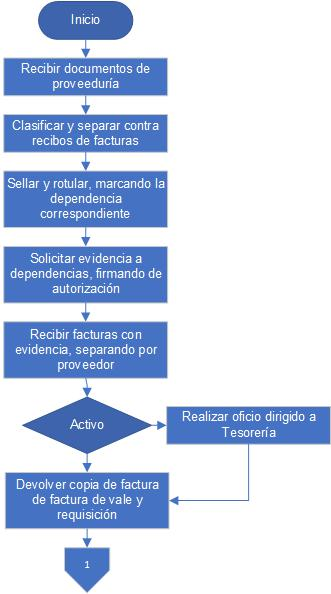 Inicio
Recibir documentos de
proveeduría
Clasificar y separar contra
recibos de facturas
Sellar y rotular, marcando la
dependencia
correspondiente
Solicitar evidencia a
dependencias, firmando de
autorización
Recibir facturas con
evidencia, separando por
proveedor
Activo
Realizar oficio dirigido a
Tesorería
Devolver copia de factura
de factura de vale y
requisición
1